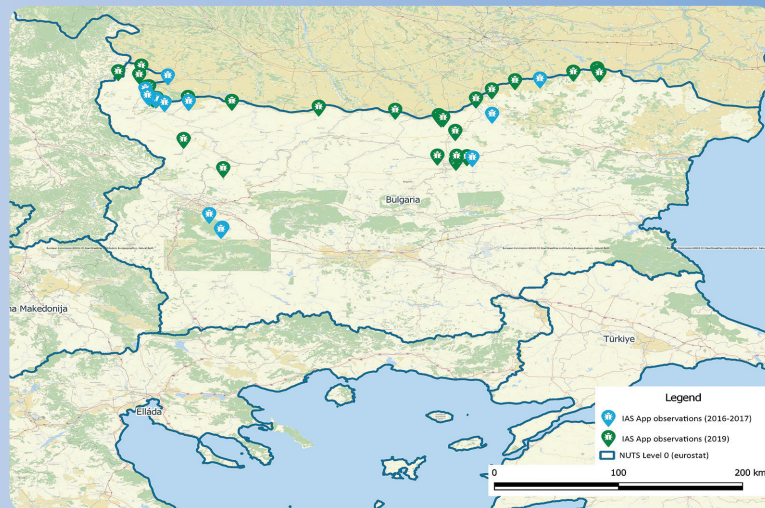 Bulgaria
na Makedonija
Türkiye
Elláda
Legend
IAS App observations (2016-2017)
IAS App observations (2019)
NUTS Level 0 (eurostat)
0 100 200 km